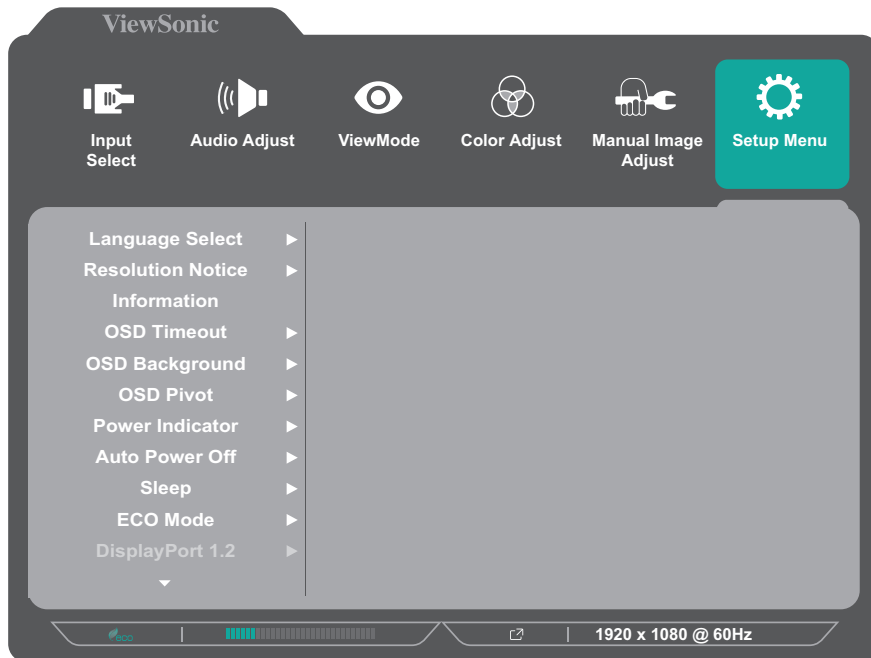 ViewSonic
Input
Select
Audio Adjust
ViewMode
Color Adjust
Manual Image
Adjust
Setup Menu
Language Select
Resolution Notice
Information
OSD Timeout
OSD Background
OSD Pivot
Power Indicator
Auto Power Off
Sleep
ECO Mode
DisplayPort 1.2
eco
1920 x 1080 @ 60Hz